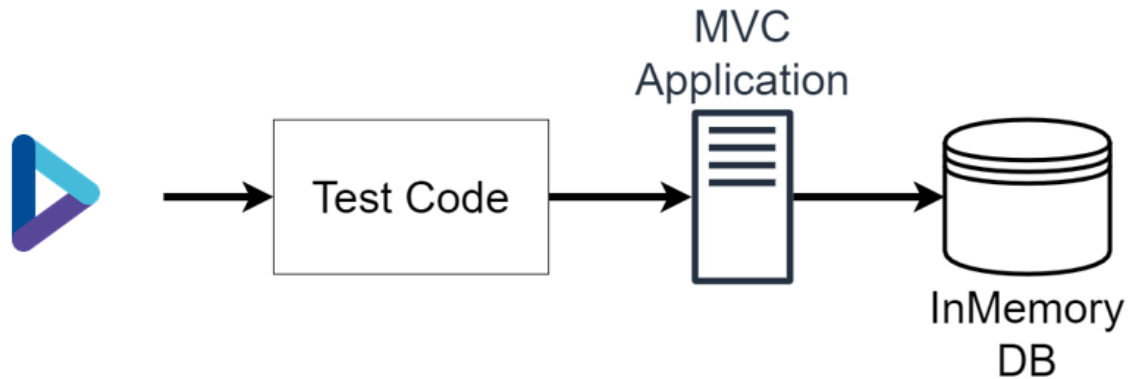 MVC
Application
Test Code
InMemory
DB